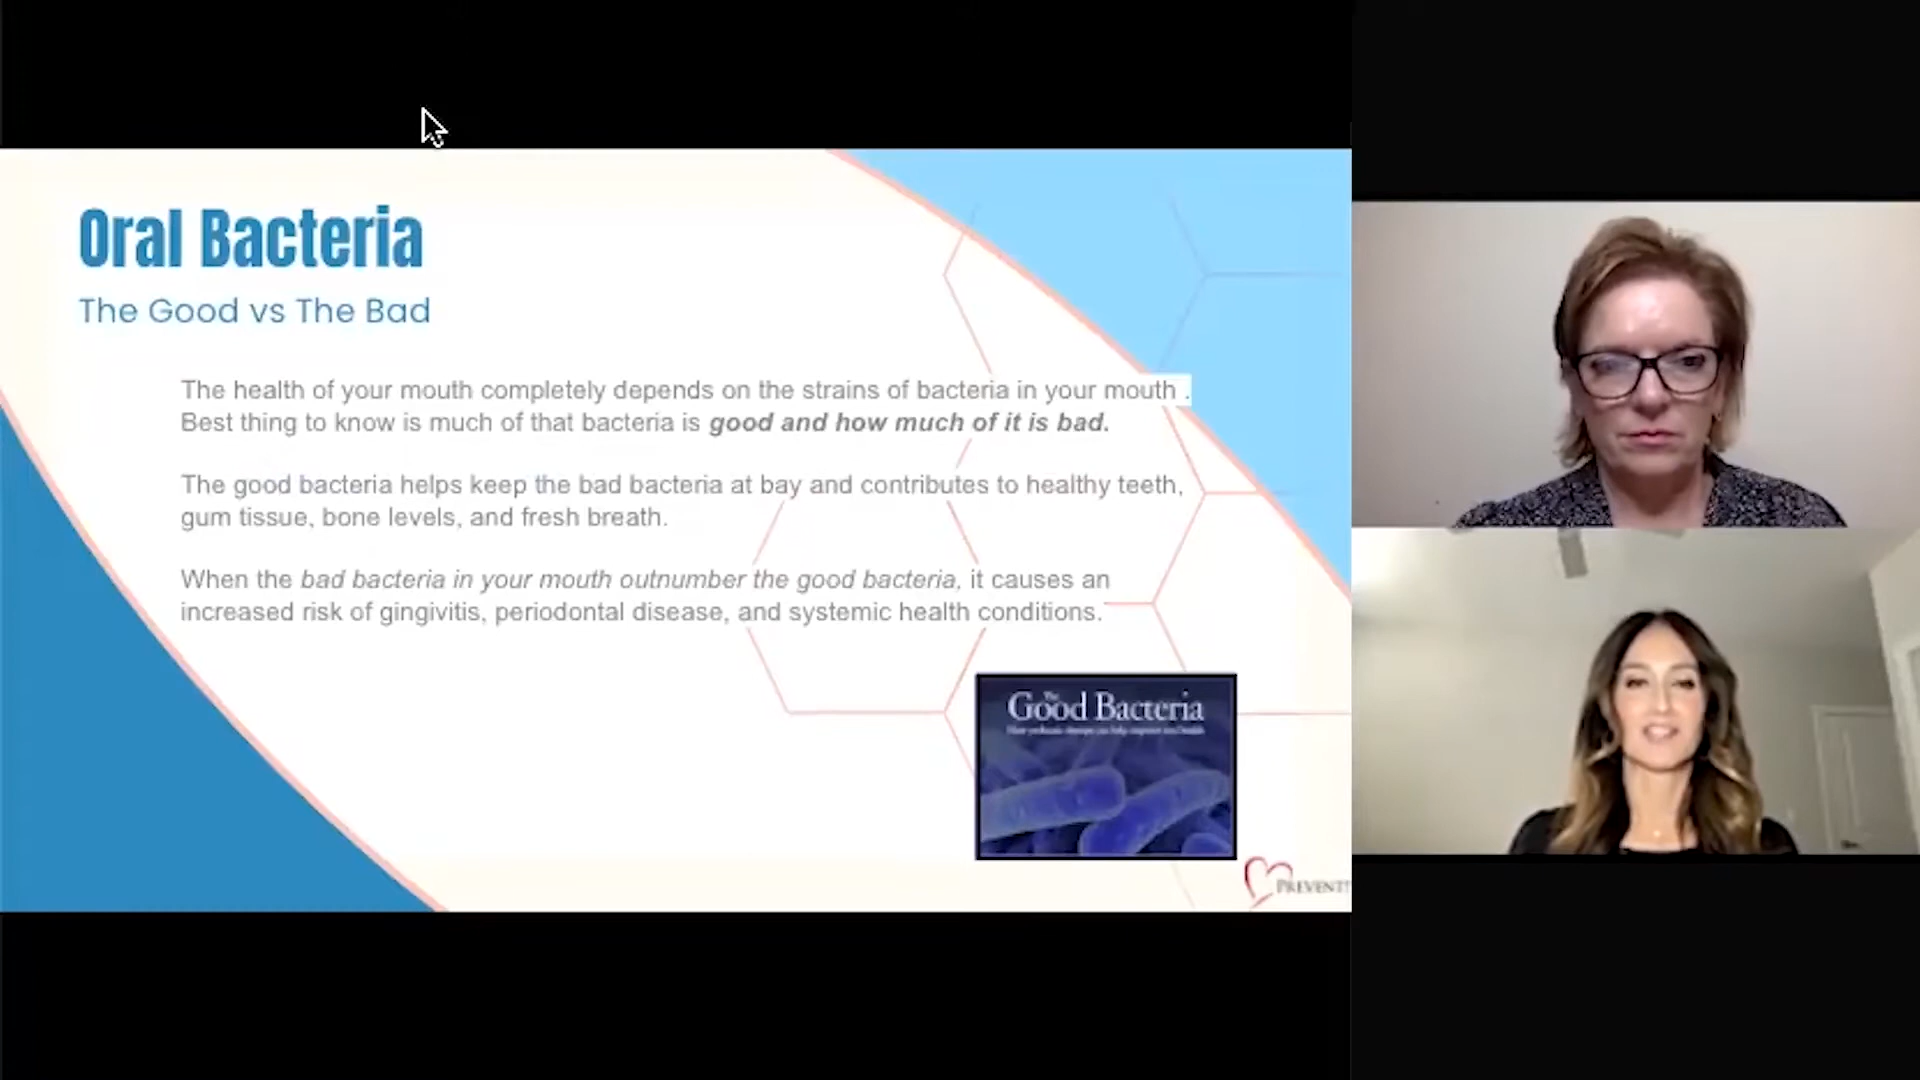 Oral Bacteria
The Good vs The Bad
The health of your mouth completely depends on the strains of bacteria in your mouth .
Best thing to know is much of that bacteria is good and how much of it is bad.
The good bacteria helps keep the bad bacteria at bay and contributes to healthy teeth,
gum tissue, bone levels, and fresh breath.
When the bad bacteria in your mouth outnumber the good bacteria, it causes an
increased risk of gingivitis, periodontal disease, and systemic health conditions.
The
Good Bacteria
PREVENT